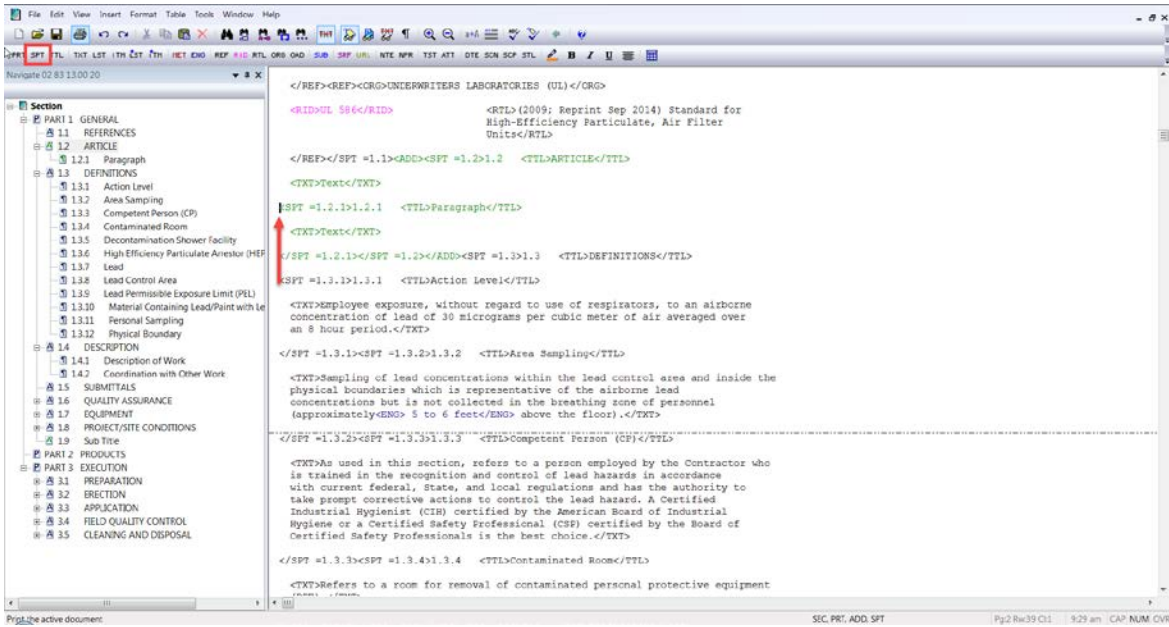 File Edit View Insert Format Table Tools Window Help
PRT SPT TTL TXT LST ITM LST ITM MET ENG REF RID RTL ORG OAD SUB SRF URL NTE NPR TST ATT DTE SCN SCP STL B I U
Navigate 02 83 13.00 20
Section
PART 1 GENERAL
1.1 REFERENCES
1.2 ARTICLE
1.2.1 Paragraph
1.3 DEFINITIONS
1.3.1 Action Level
1.3.2 Area Sampling
1.3.3 Competent Person (CP)
1.3.4 Contaminated Room
1.3.5 Decontamination Shower Facility
1.3.6 High Efficiency Particulate Arrestor (HEP
1.3.7 Lead
1.3.8 Lead Control Area
1.3.9 Lead Permissible Exposure Limit (PEL)
1.3.10 Material Containing Lead/Paint with Le
1.3.11 Personal Sampling
1.3.12 Physical Boundary
1.4 DESCRIPTION
1.4.1 Description of Work
1.4.2 Coordination with Other Work
1.5 SUBMITTALS
1.6 QUALITY ASSURANCE
1.7 EQUIPMENT
1.8 PROJECT/SITE CONDITIONS
1.9 Sub Title
PART 2 PRODUCTS
PART 3 EXECUTION
3.1 PREPARATION
3.2 ERECTION
3.3 APPLICATION
3.4 FIELD QUALITY CONTROL
3.5 CLEANING AND DISPOSAL
</REF><REF><ORG>UNDERWRITERS LABORATORIES (UL)</ORG>
<RID>UL 586</RID> <RTL>(2009; Reprint Sep 2014) Standard for
High-Efficiency Particulate, Air Filter
Units</RTL>
</REF></SPT =1.1><ADD><SPT =1.2>1.2 <TTL>ARTICLE</TTL>
<TXT>Text</TXT>
<SPT =1.2.1>1.2.1 <TTL>Paragraph</TTL>
<TXT>Text</TXT>
</SPT =1.2.1></SPT =1.2></ADD><SPT =1.3>1.3 <TTL>DEFINITIONS</TTL>
<SPT =1.3.1>1.3.1 <TTL>Action Level</TTL>
<TXT>Employee exposure, without regard to use of respirators, to an airborne
concentration of lead of 30 micrograms per cubic meter of air averaged over
an 8 hour period.</TXT>
</SPT =1.3.1><SPT =1.3.2>1.3.2 <TTL>Area Sampling</TTL>
<TXT>Sampling of lead concentrations within the lead control area and inside the
physical boundaries which is representative of the airborne lead
concentrations but is not collected in the breathing zone of personnel
(approximately<ENG> 5 to 6 feet</ENG> above the floor).</TXT>
</SPT =1.3.2><SPT =1.3.3>1.3.3 <TTL>Competent Person (CP)</TTL>
<TXT>As used in this section, refers to a person employed by the Contractor who
is trained in the recognition and control of lead hazards in accordance
with current federal, State, and local regulations and has the authority to
take prompt corrective actions to control the lead hazard. A Certified
Industrial Hygienist (CIH) certified by the American Board of Industrial
Hygiene or a Certified Safety Professional (CSP) certified by the Board of
Certified Safety Professionals is the best choice.</TXT>
</SPT =1.3.3><SPT =1.3.4>1.3.4 <TTL>Contaminated Room</TTL>
<TXT>Refers to a room for removal of contaminated personal protective equipment
Print the active document
SEC, PRT, ADD, SPT
Pg:2 Rw:39 Cl:1 9:29 am CAP NUM OVR